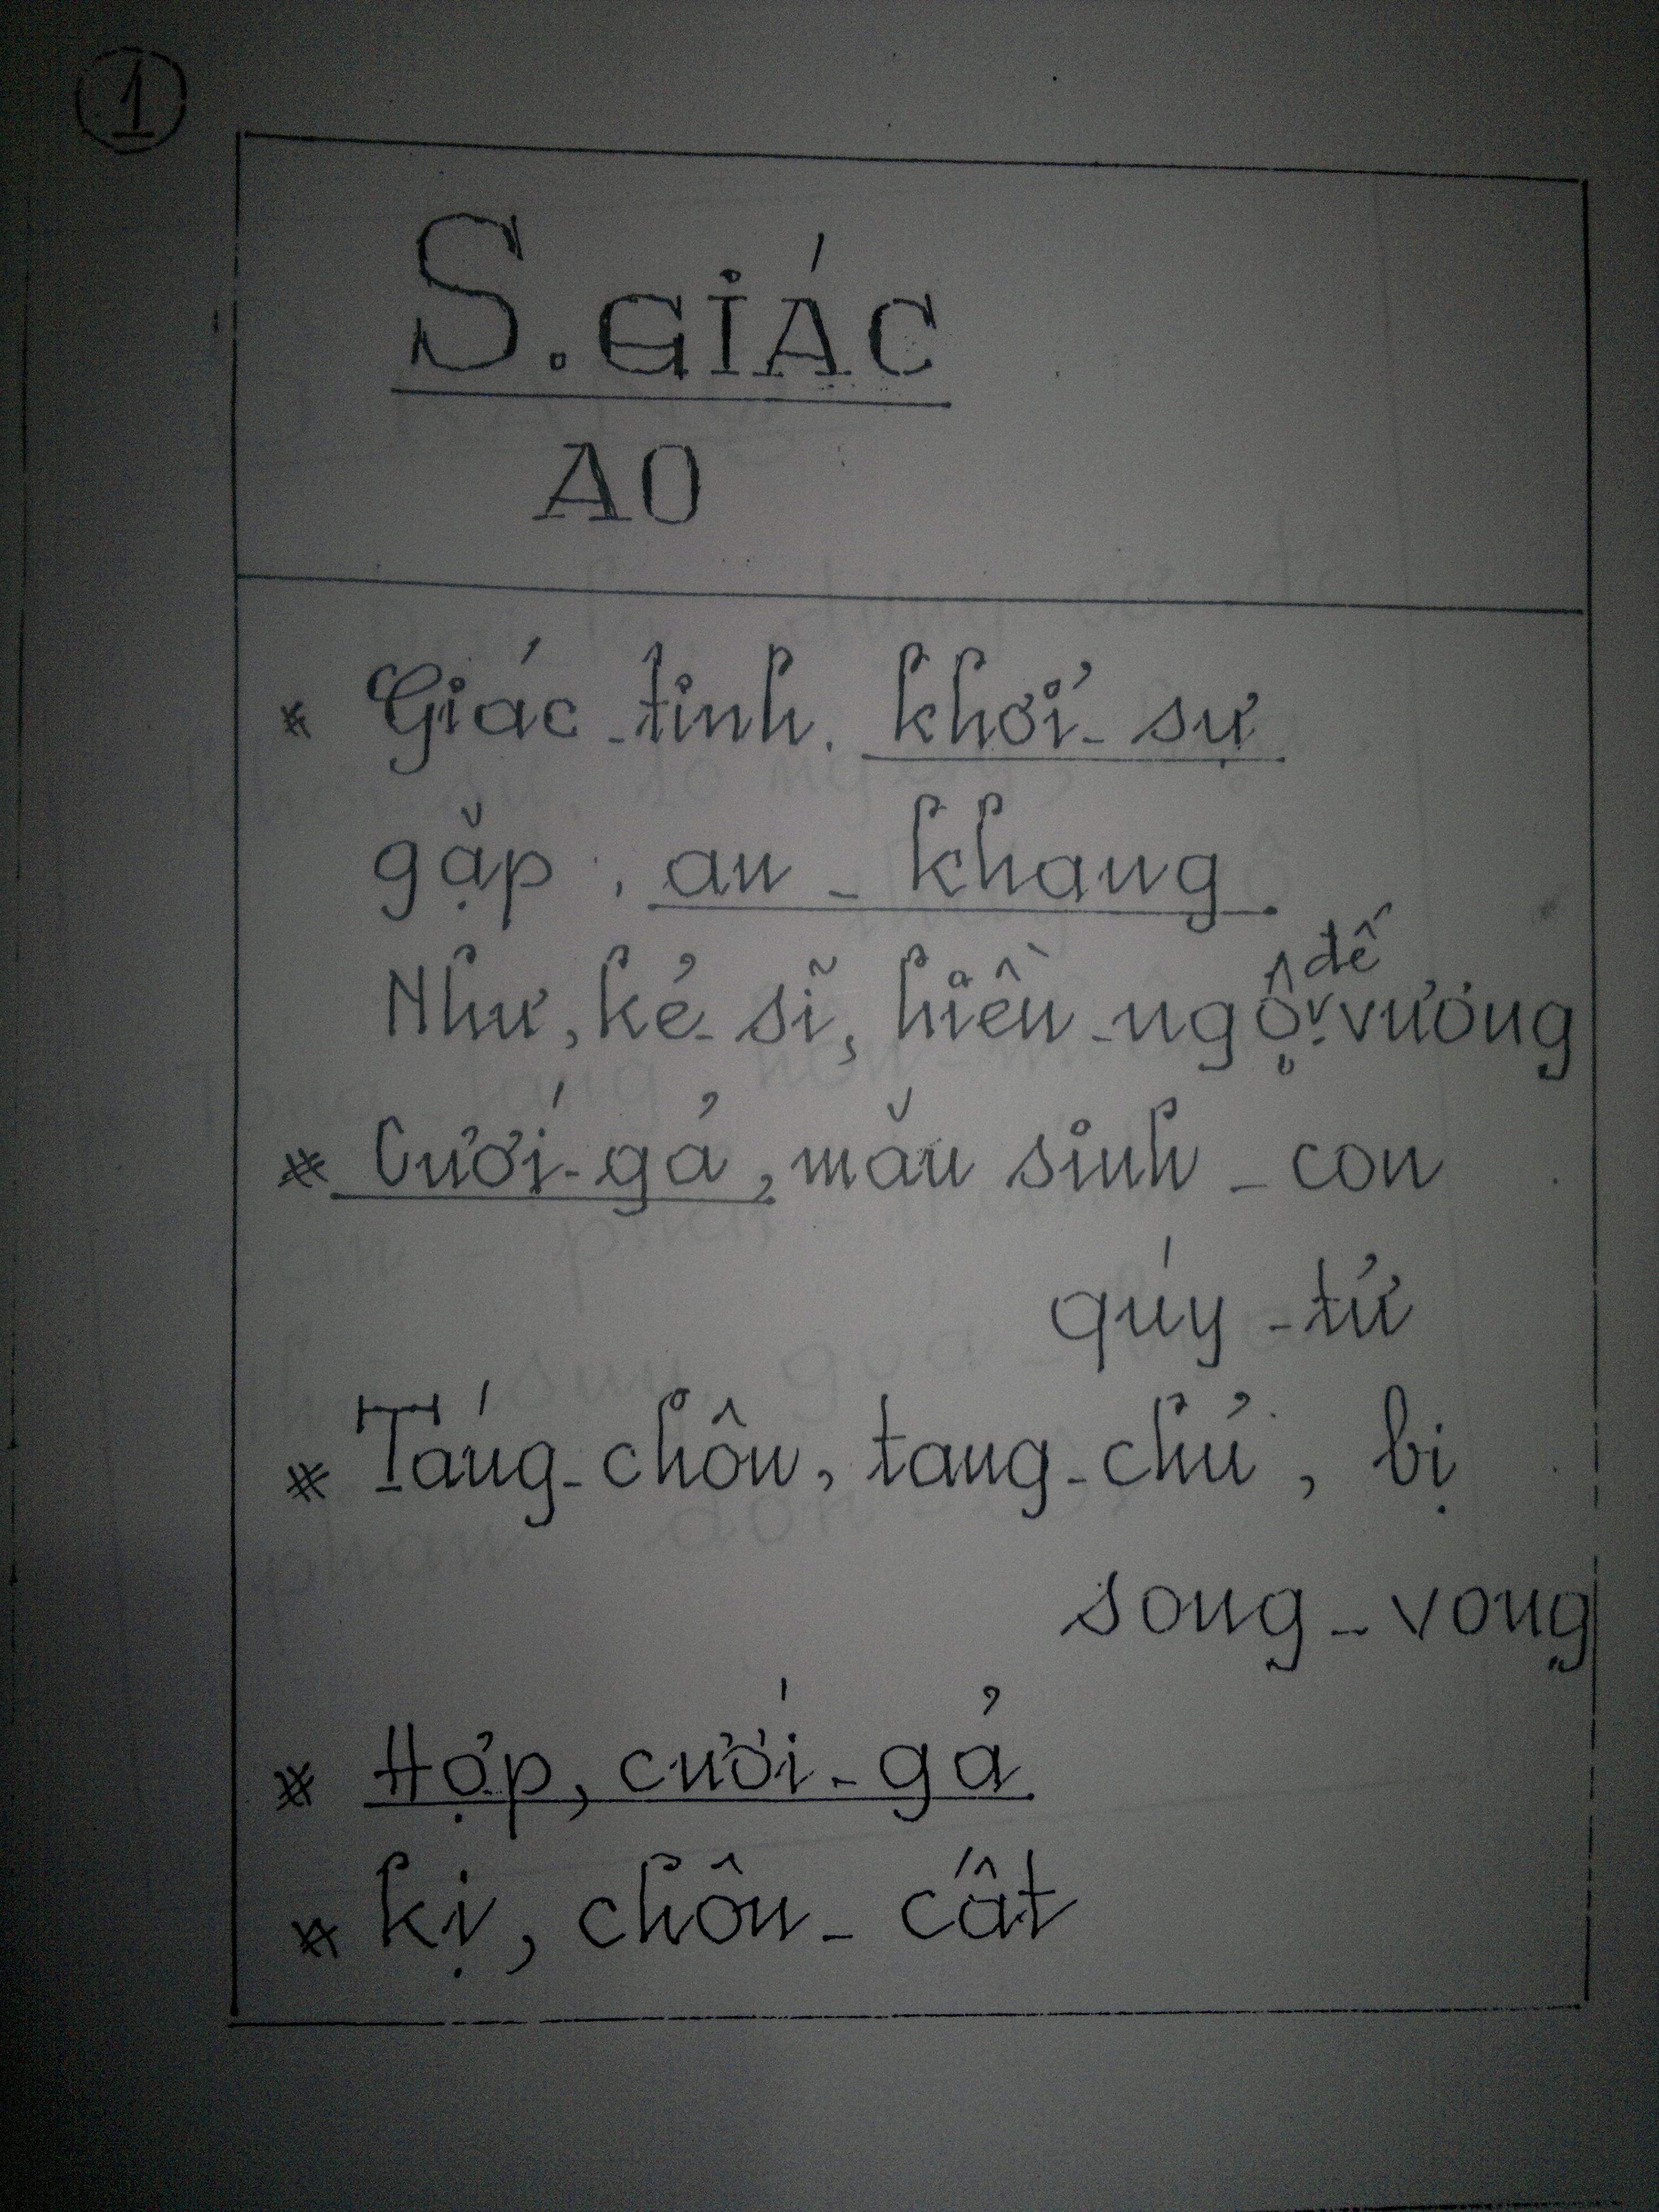 1
S. GIÁC
AO
* Giác - tinh. khởi - sự
gặp, an - khang
Như, kẻ - sĩ, hiền - ngộ đế vương
* Cưới - gả, mắn sinh - con
quý - tử
* Táng - chôn, tang - chủ, bị
song - vong
* Hợp, cưới - gả
* kị, chôn - cất